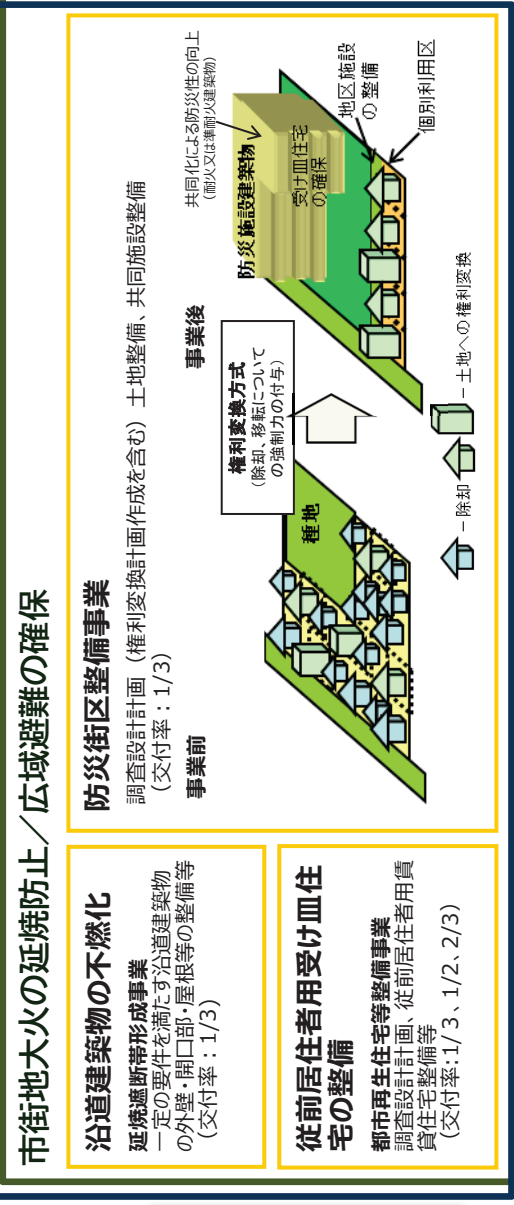 市街地大火の延焼防止／広域避難の確保
沿道建築物の不燃化
延焼遮断帯形成事業
一定の要件を満たす沿道建築物
の外壁・開口部・屋根等の整備等
（交付率：1/3）
従前居住者用受け皿住
宅の整備
都市再生住宅等整備事業
調査設計計画、従前居住者用賃
貸住宅整備等
（交付率:1/3、1/2、2/3）
防災街区整備事業
調査設計計画（権利変換計画作成を含む）土地整備、共同施設整備
（交付率：1/3）
事業前
種地
権利変換方式
（除却、移転について
の強制力の付与）
事業後
共同化による防災性の向上
（耐火又は準耐火建築物）
防災施設建築物
受け皿住宅
の確保
地区施設
の整備
個別利用区
－除却
－土地への権利変換